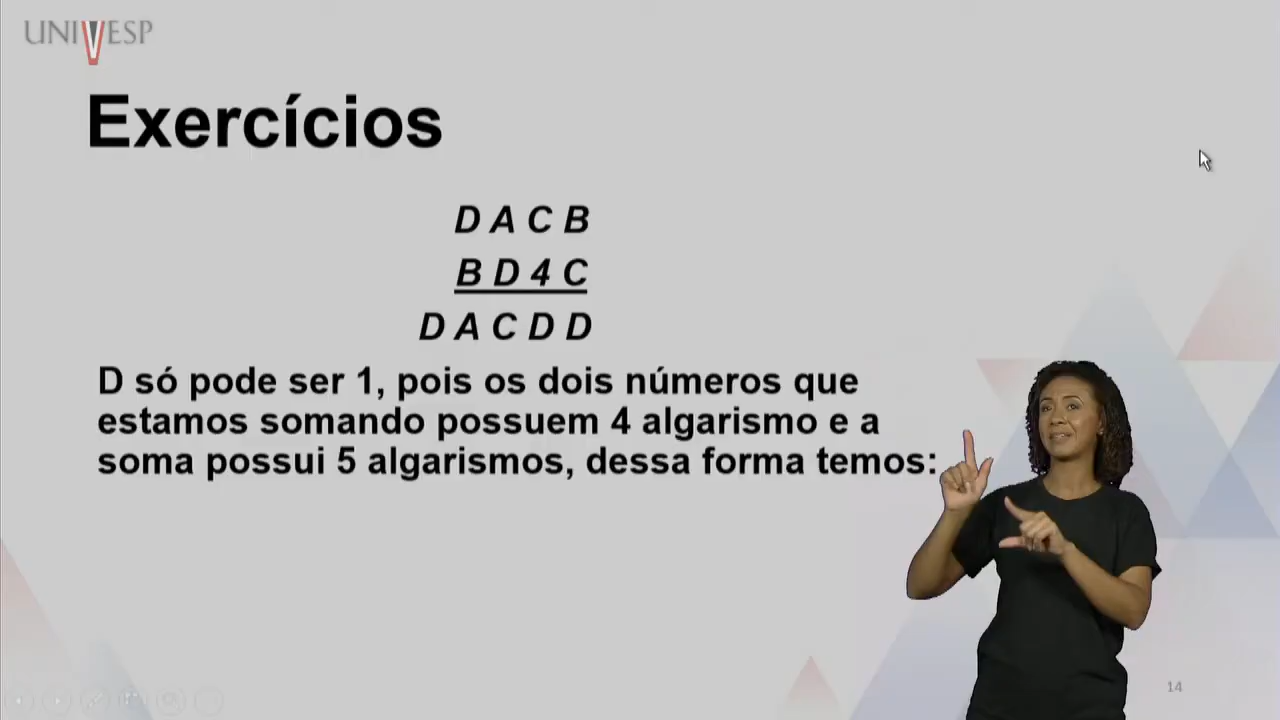 UNIVESP
Exercícios
D A C B
B D 4 C
D A C D D
D só pode ser 1, pois os dois números que
estamos somando possuem 4 algarismo e a
soma possui 5 algarismos, dessa forma temos:
14